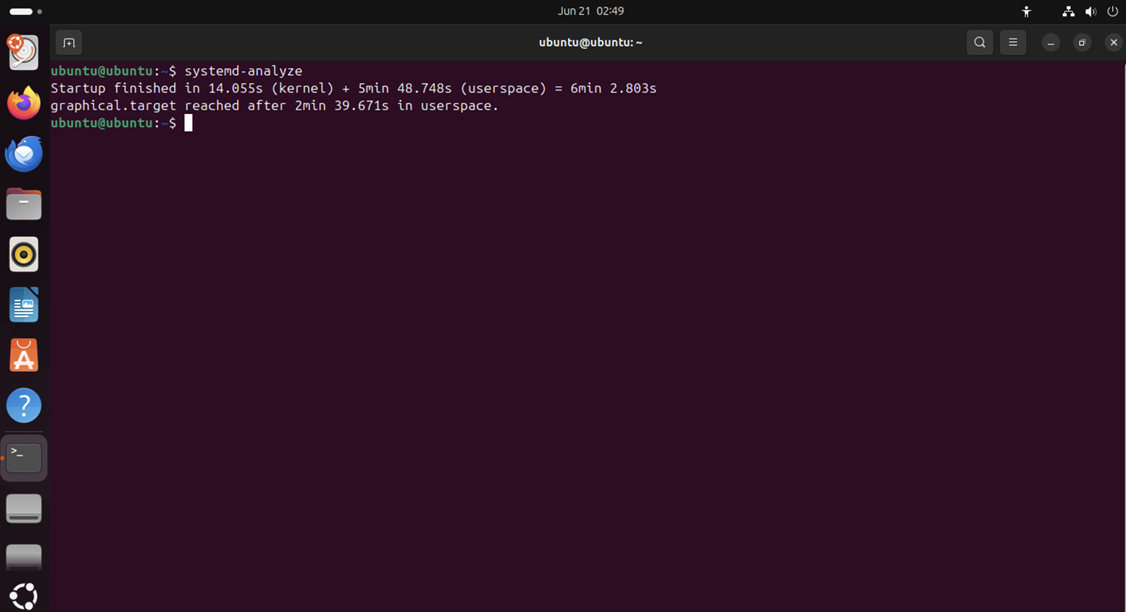 Jun 21 02:49
ubuntu@ubuntu: ~
ubuntu@ubuntu:~$ systemd-analyze
Startup finished in 14.055s (kernel) + 5min 48.748s (userspace) = 6min 2.803s
graphical.target reached after 2min 39.671s in userspace.
ubuntu@ubuntu:~$